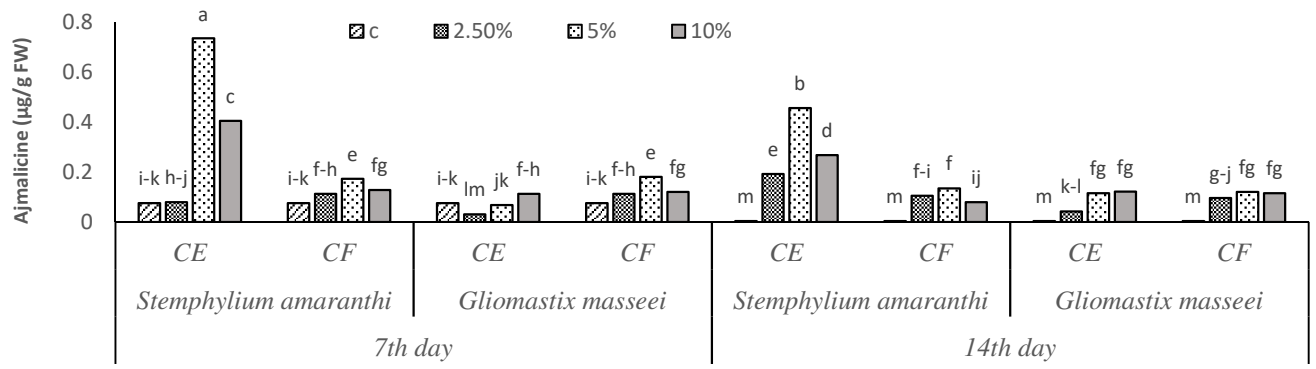 Ajmalicine (µg/g FW)
0.8
0.6
0.4
0.2
0
c 2.50% 5% 10%
i-k h-j a c i-k f-h e fg i-k lm jk f-h i-k f-h e fg m e b d m f-i f ij m k-l fg fg m g-j fg fg
CE CF CE CF CE CF CE CF
Stemphylium amaranthi Gliomastix masseei Stemphylium amaranthi Gliomastix masseei
7th day 14th day